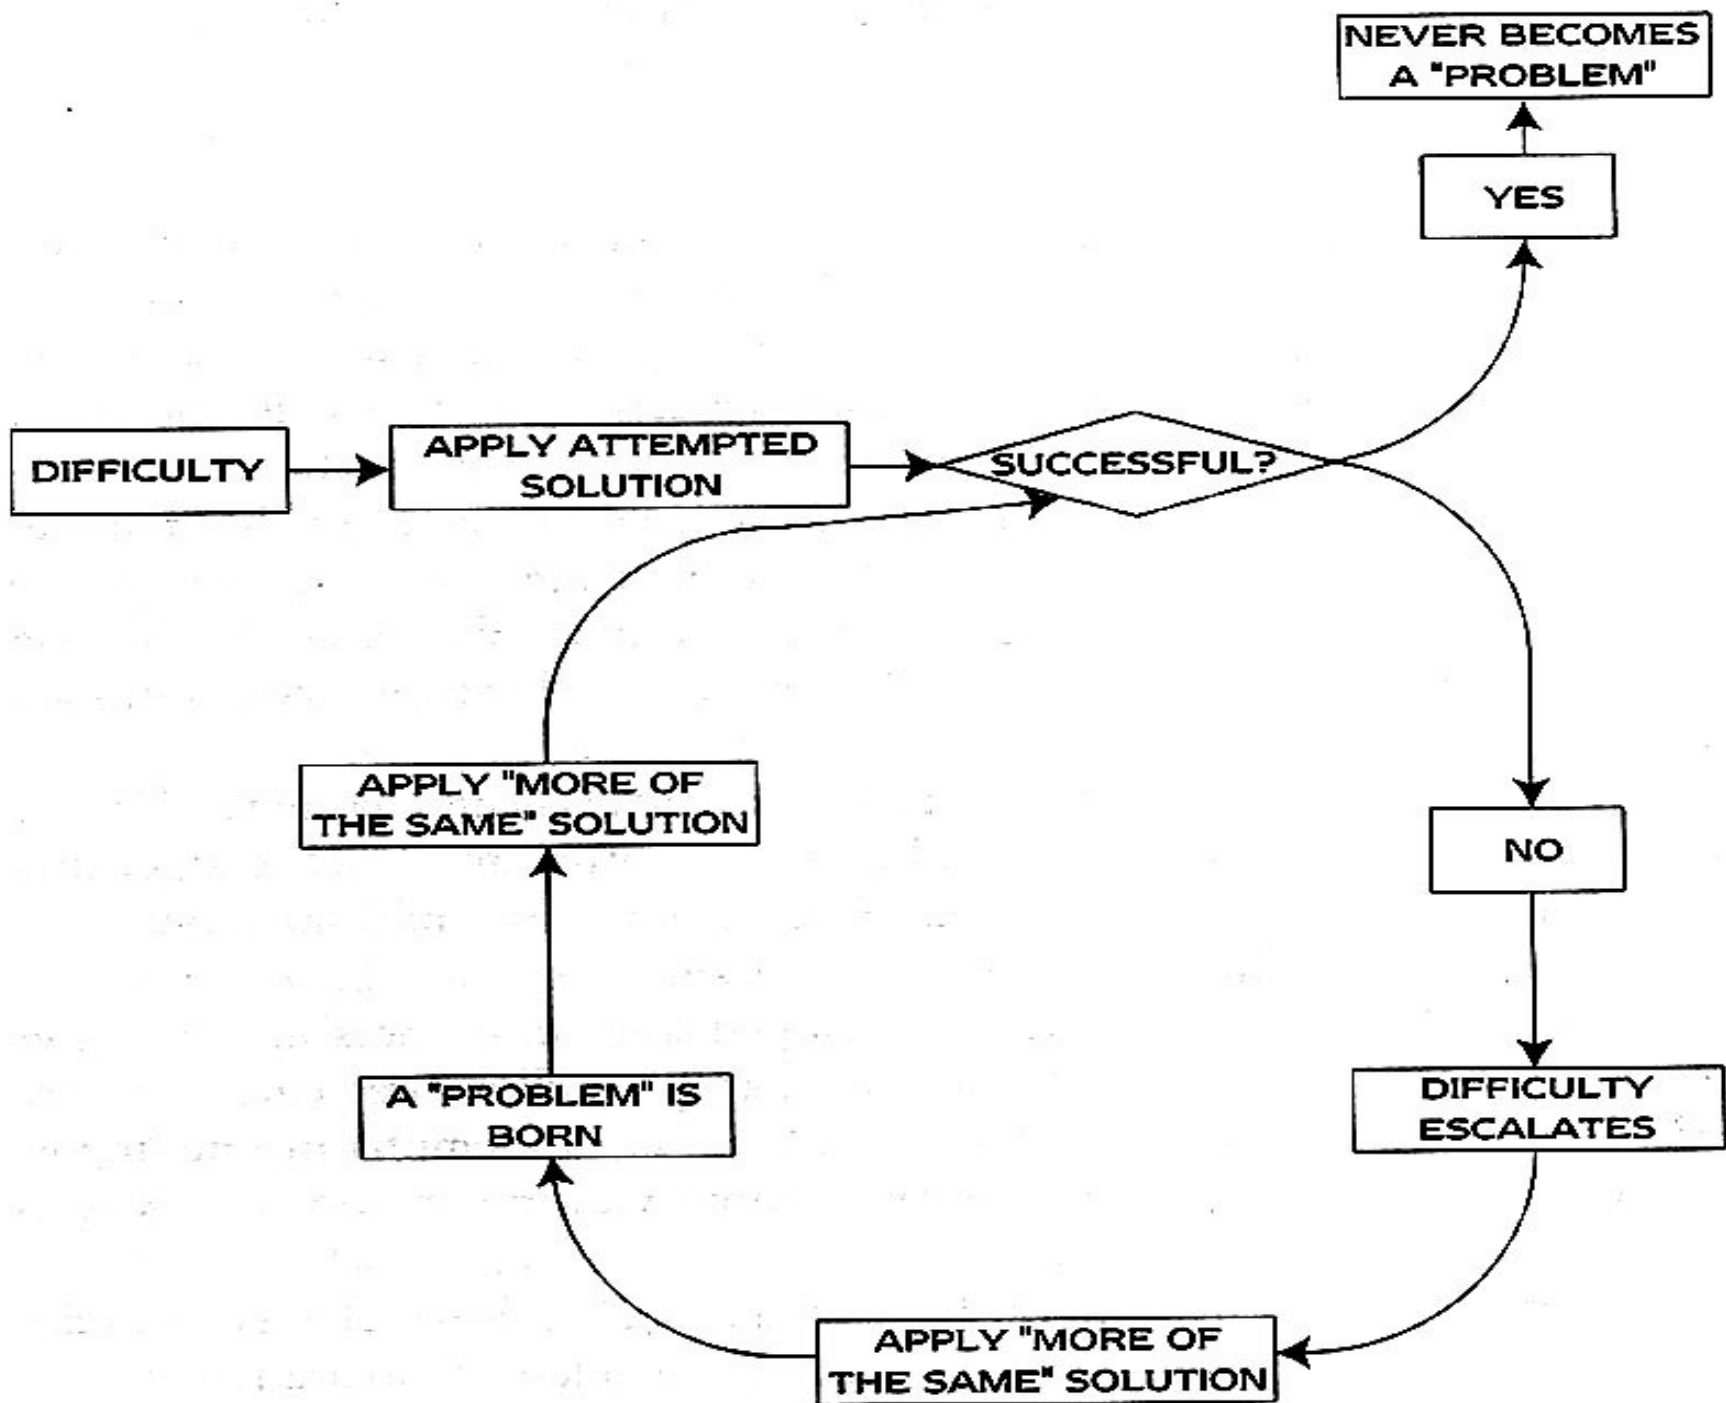 NEVER BECOMES
A "PROBLEM"
YES
DIFFICULTY
APPLY ATTEMPTED
SOLUTION
SUCCESSFUL?
NO
DIFFICULTY
ESCALATES
APPLY "MORE OF
THE SAME" SOLUTION
A "PROBLEM" IS
BORN
APPLY "MORE OF
THE SAME" SOLUTION